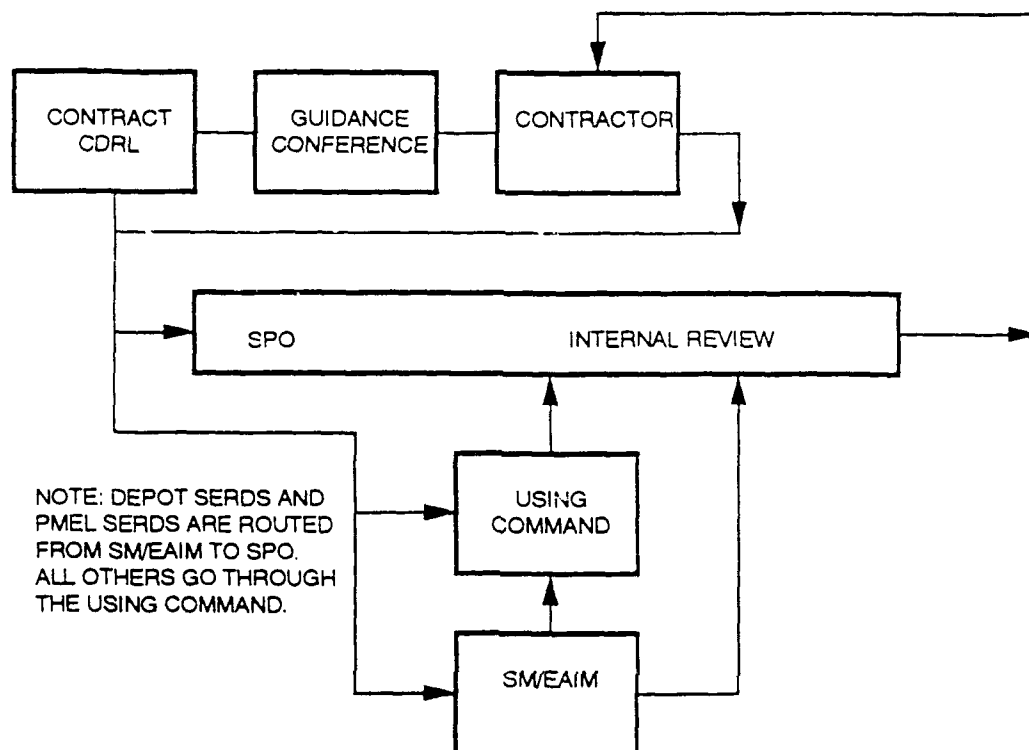 CONTRACT
CDRL
GUIDANCE
CONFERENCE
CONTRACTOR
SPO
INTERNAL REVIEW
USING
COMMAND
NOTE: DEPOT SERDS AND
PMEL SERDS ARE ROUTED
FROM SM/EAIM TO SPO.
ALL OTHERS GO THROUGH
THE USING COMMAND.
SM/EAIM